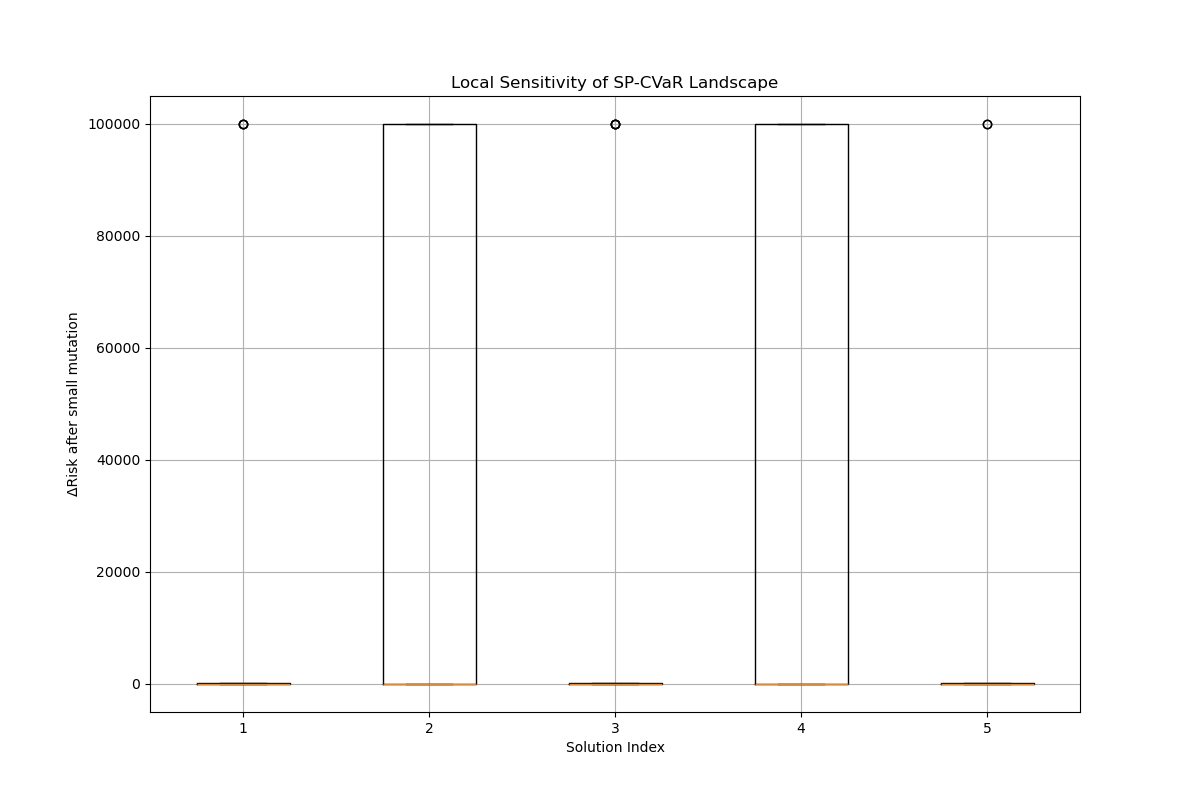 Local Sensitivity of SP-CVaR Landscape
100000
80000
60000
40000
20000
0
ΔRisk after small mutation
1 2 3 4 5
Solution Index